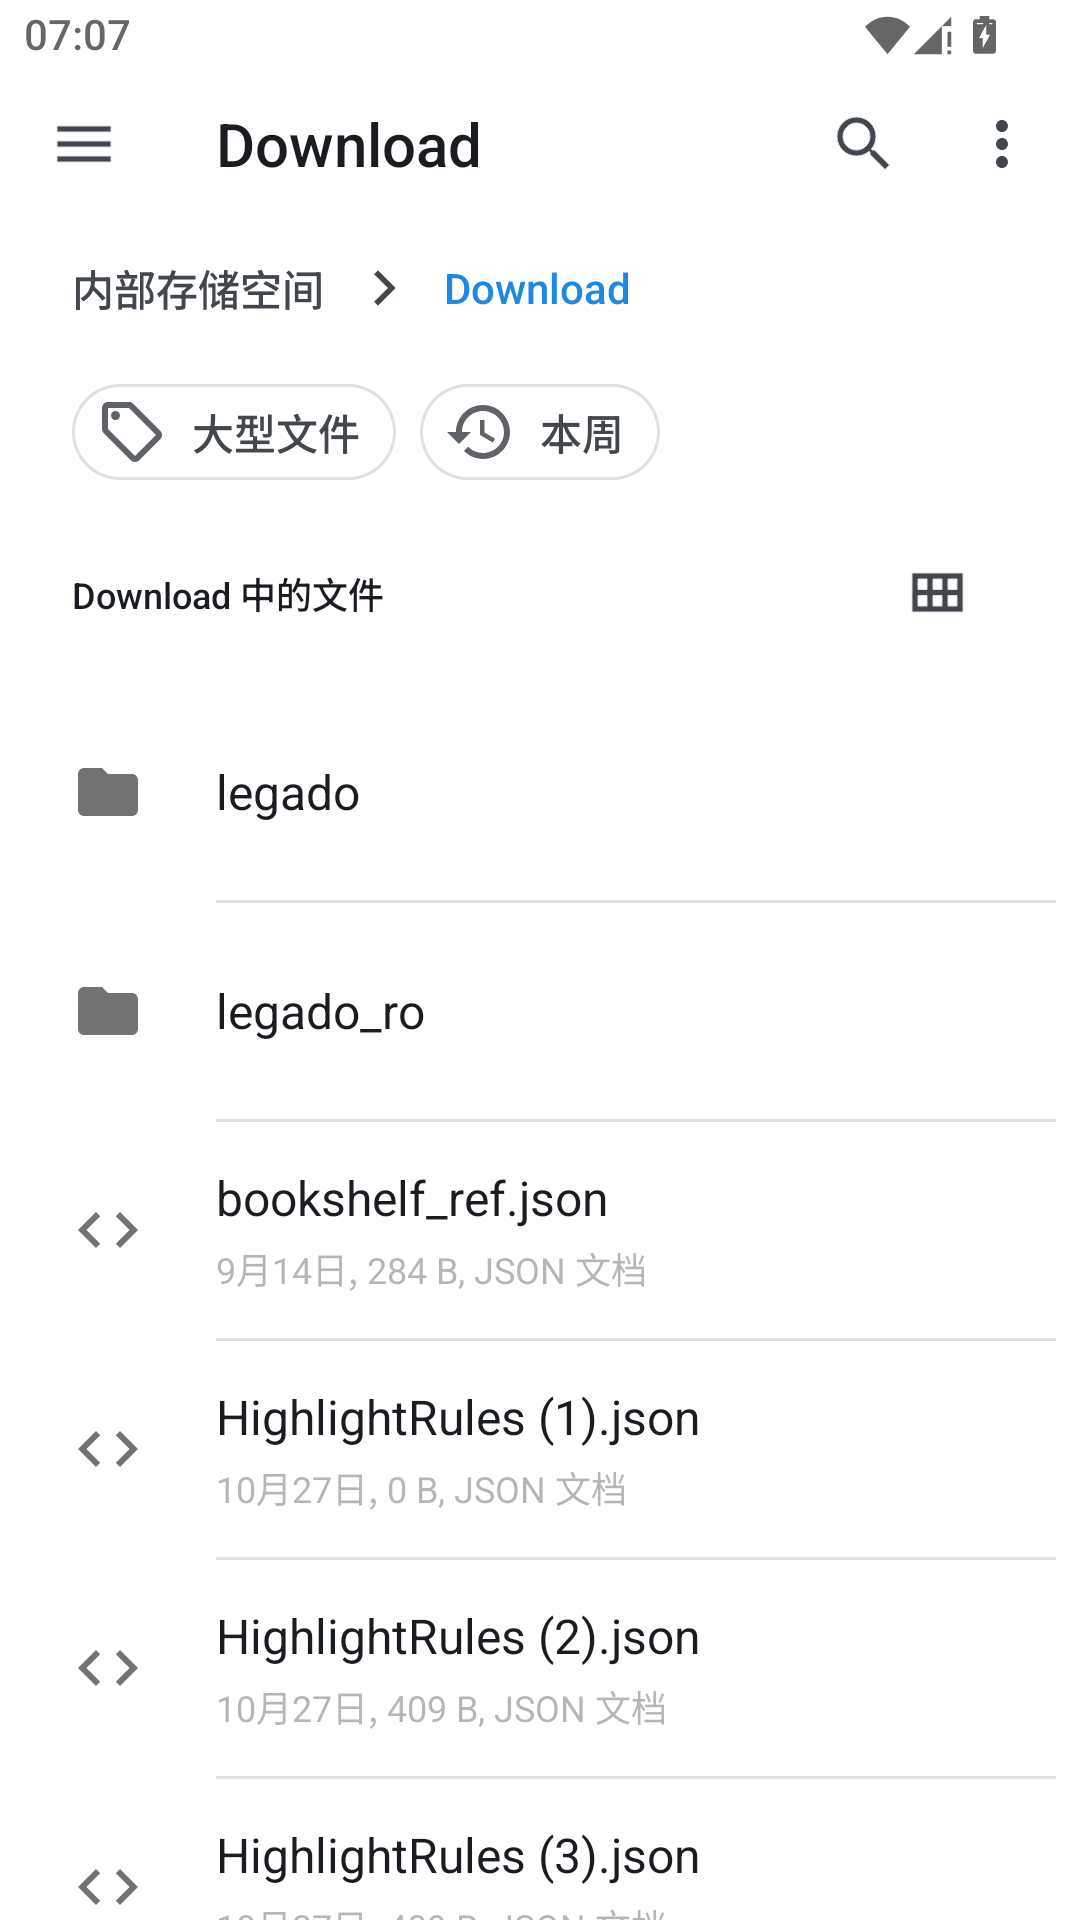 07:07
Download
内部存储空间 Download
大型文件 本周
Download 中的文件
legado
legado_ro
bookshelf_ref.json
9月14日, 284 B, JSON 文档
HighlightRules (1).json
10月27日, 0 B, JSON 文档
HighlightRules (2).json
10月27日, 409 B, JSON 文档
HighlightRules (3).json